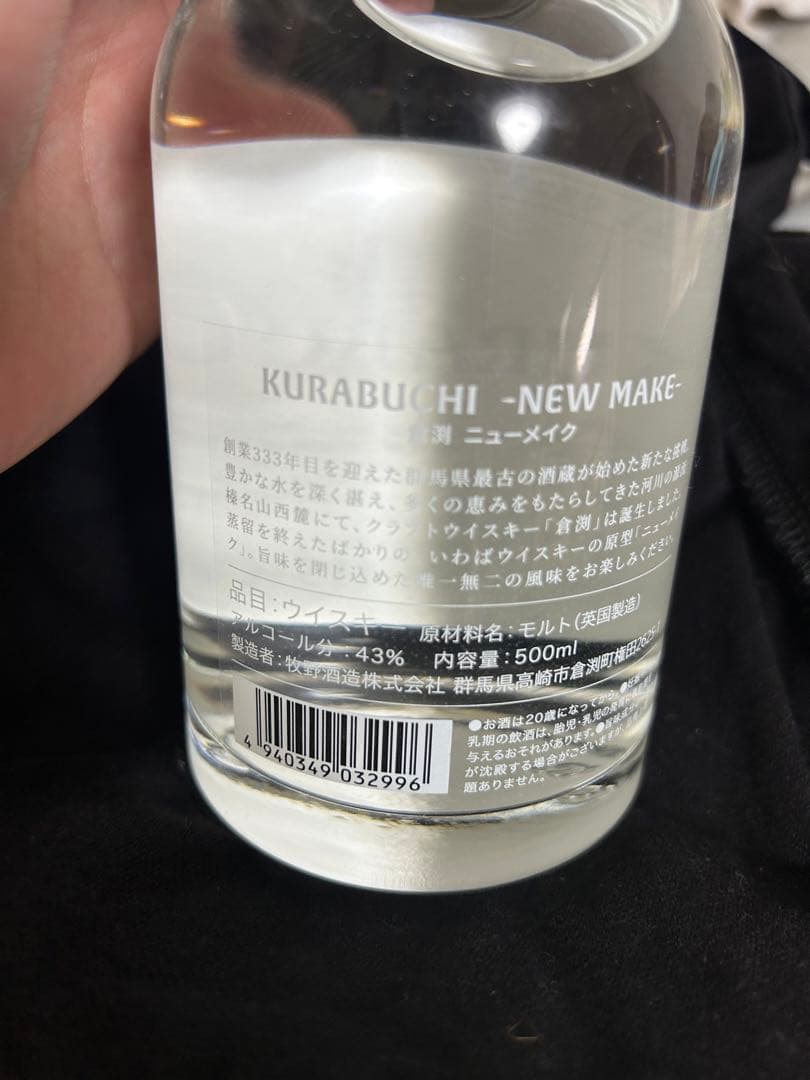 KURABUCHI -NEW MAKE-
倉渕 ニューメイク
創業333年目を迎えた群馬県最古の酒蔵が始めた新たな挑戦。
豊かな水を深く湛え、多くの恵みをもたらしてきた河川の源流
榛名山西麓にて、クラフトウイスキー「倉渕」は誕生しました。
蒸留を終えたばかりの、いわばウイスキーの原型「ニューメイ
ク」。旨味を閉じ込めた唯一無二の風味をお楽しみください。
品目：ウイスキー 原材料名：モルト（英国製造）
アルコール分：43% 内容量：500ml
製造者：牧野酒造株式会社 群馬県高崎市倉渕町権田2625-1
4 940349 032996
●お酒は20歳になってから。●妊娠
乳期の飲酒は、胎児・乳児の発育
与えるおそれがあります。●旨味成分
が沈殿する場合がございますが、
題ありません。